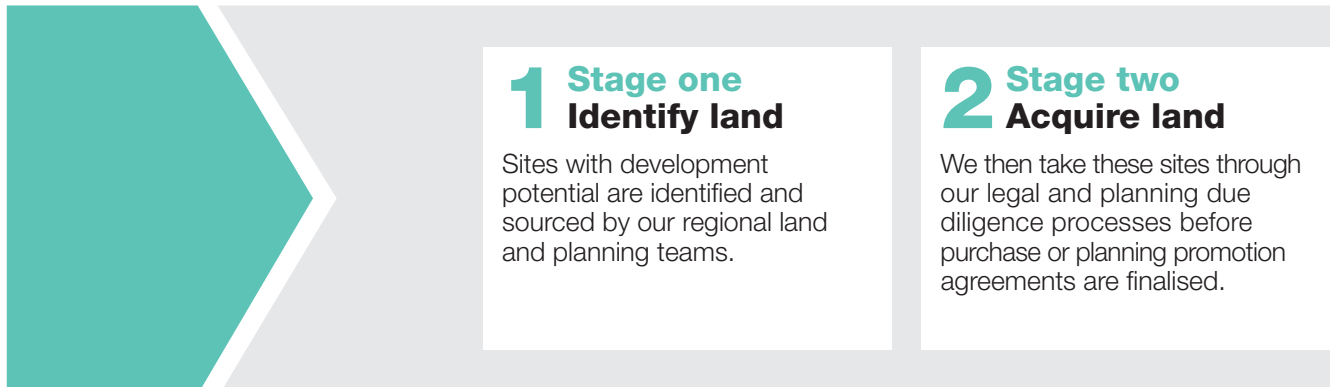 1 Stage one
Identify land
Sites with development
potential are identified and
sourced by our regional land
and planning teams.
2 Stage two
Acquire land
We then take these sites through
our legal and planning due
diligence processes before
purchase or planning promotion
agreements are finalised.